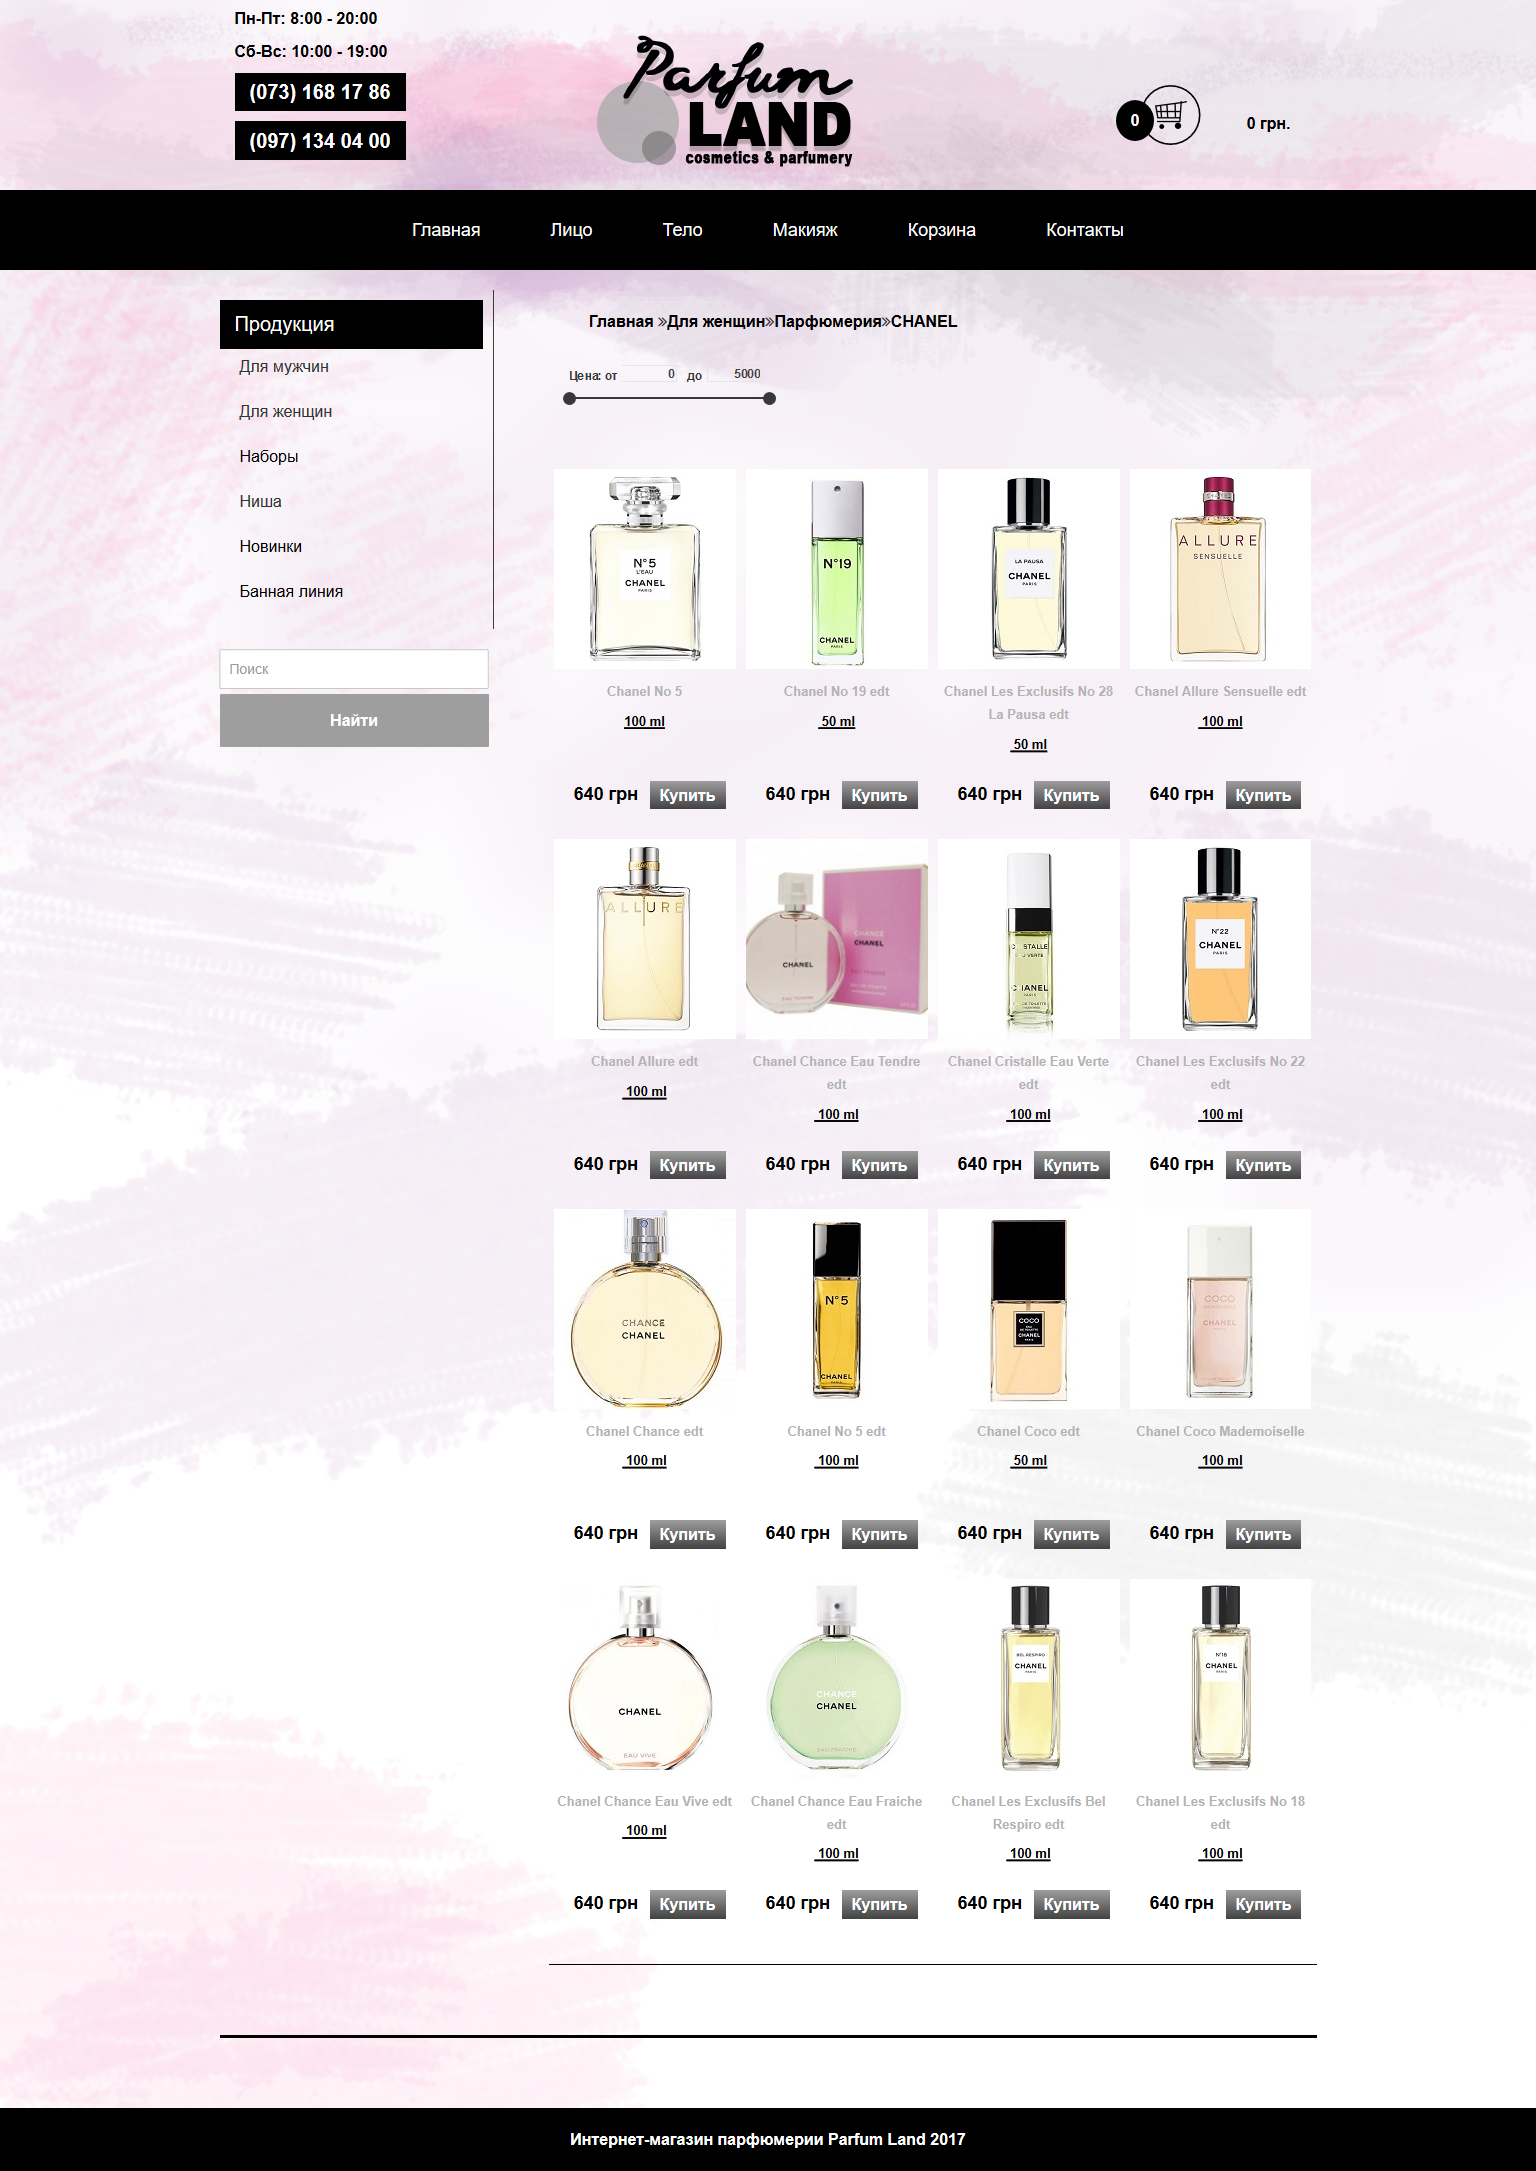 Пн-Пт: 8:00 - 20:00
Сб-Вс: 10:00 - 19:00
(073) 168 17 86
(097) 134 04 00
Parfum
LAND
cosmetics & parfumery
0
0 грн.
Главная Лицо Тело Макияж Корзина Контакты
Продукция
Для мужчин
Для женщин
Наборы
Ниша
Новинки
Банная линия
Поиск
Найти
Главная »Для женщин»Парфюмерия»CHANEL
Цена: от 0 до 5000
N°5
L'EAU
CHANEL
PARIS
N°19
CHANEL
PARIS
LA PAUSA
CHANEL
PARIS
ALLURE
SENSUELLE
Chanel No 5
100 ml
640 грн Купить
Chanel No 19 edt
50 ml
640 грн Купить
Chanel Les Exclusifs No 28
La Pausa edt
50 ml
640 грн Купить
Chanel Allure Sensuelle edt
100 ml
640 грн Купить
ALLURE
CHANCE
CHANEL
EAU TENDRE
CHANEL
EAU TENDRE
CHANEL
PARIS
N°22
CHANEL
PARIS
Chanel Allure edt
100 ml
640 грн Купить
Chanel Chance Eau Tendre
edt
100 ml
640 грн Купить
Chanel Cristalle Eau Verte
edt
100 ml
640 грн Купить
Chanel Les Exclusifs No 22
edt
100 ml
640 грн Купить
CHANCE
CHANEL
N°5
CHANEL
PARIS
COCO
CHANEL
PARIS
COCO
MADEMOISELLE
CHANEL
Chanel Chance edt
100 ml
640 грн Купить
Chanel No 5 edt
100 ml
640 грн Купить
Chanel Coco edt
50 ml
640 грн Купить
Chanel Coco Mademoiselle
100 ml
640 грн Купить
CHANEL
EAU VIVE
CHANCE
CHANEL
EAU FRAÎCHE
BEL RESPIRO
CHANEL
PARIS
N°18
CHANEL
PARIS
Chanel Chance Eau Vive edt
100 ml
640 грн Купить
Chanel Chance Eau Fraiche
edt
100 ml
640 грн Купить
Chanel Les Exclusifs Bel
Respiro edt
100 ml
640 грн Купить
Chanel Les Exclusifs No 18
edt
100 ml
640 грн Купить
Интернет-магазин парфюмерии Parfum Land 2017